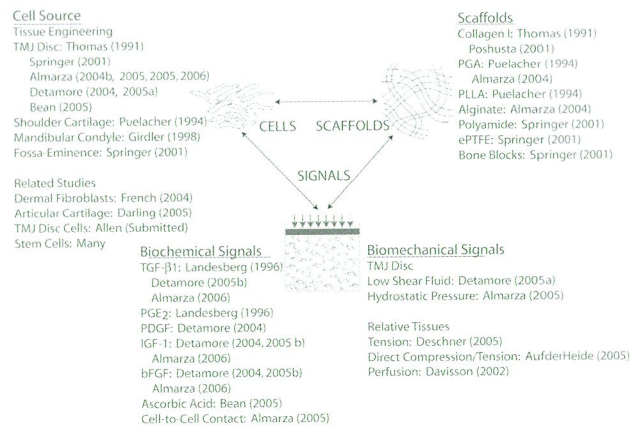 Cell Source
Tissue Engineering
TMJ Disc: Thomas (1991)
Springer (2001)
Almarza (2004b, 2005, 2005, 2006)
Detamore (2004, 2005a)
Bean (2005)
Shoulder Cartilage: Puelacher (1994)
Mandibular Condyle: Girdler (1998)
Fossa-Eminence: Springer (2001)
Related Studies
Dermal Fibroblasts: French (2004)
Articular Cartilage: Darling (2005)
TMJ Disc Cells: Allen (Submitted)
Stem Cells: Many
Scaffolds
Collagen I: Thomas (1991)
Poshusta (2001)
PGA: Puelacher (1994)
Almarza (2004)
PLLA: Puelacher (1994)
Alginate: Almarza (2004)
Polyamide: Springer (2001)
ePTFE: Springer (2001)
Bone Blocks: Springer (2001)
CELLS
SCAFFOLDS
SIGNALS
Biochemical Signals
TGF-β1: Landesberg (1996)
Detamore (2005b)
Almarza (2006)
PGE2: Landesberg (1996)
PDGF: Detamore (2004)
IGF-1: Detamore (2004, 2005 b)
Almarza (2006)
bFGF: Detamore (2004, 2005b)
Almarza (2006)
Ascorbic Acid: Bean (2005)
Cell-to-Cell Contact: Almarza (2005)
Biomechanical Signals
TMJ Disc
Low Shear Fluid: Detamore (2005a)
Hydrostatic Pressure: Almarza (2005)
Relative Tissues
Tension: Deschner (2005)
Direct Compression/Tension: AufderHeide (2005)
Perfusion: Davisson (2002)